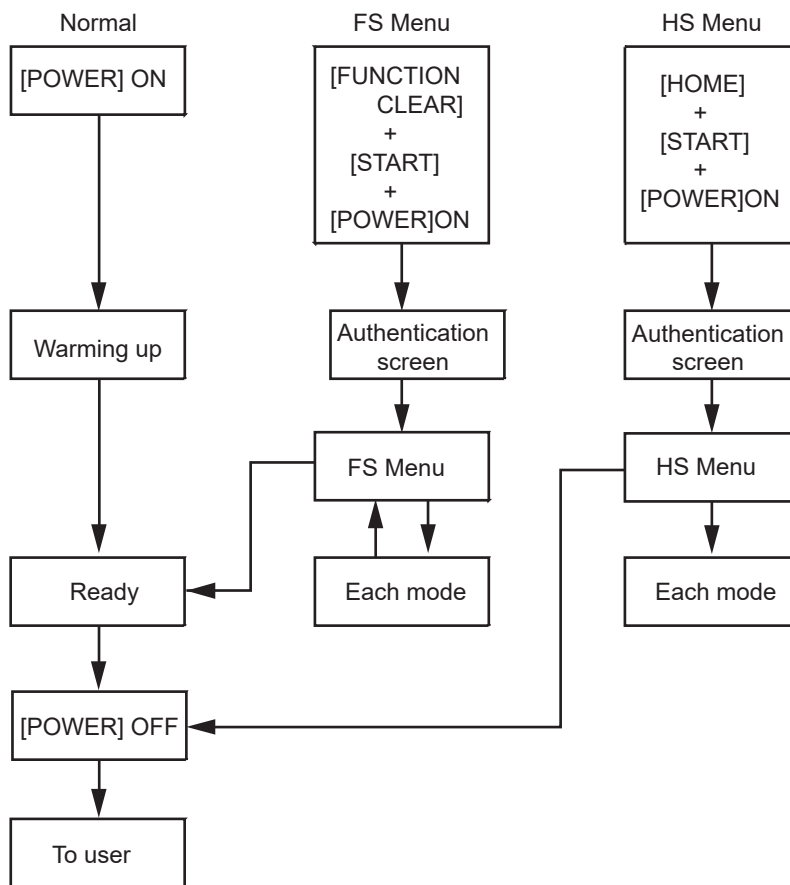 Normal
[POWER] ON
Warming up
Ready
[POWER] OFF
To user
FS Menu
[FUNCTION
CLEAR]
+
[START]
+
[POWER]ON
Authentication
screen
FS Menu
Each mode
HS Menu
[HOME]
+
[START]
+
[POWER]ON
Authentication
screen
HS Menu
Each mode